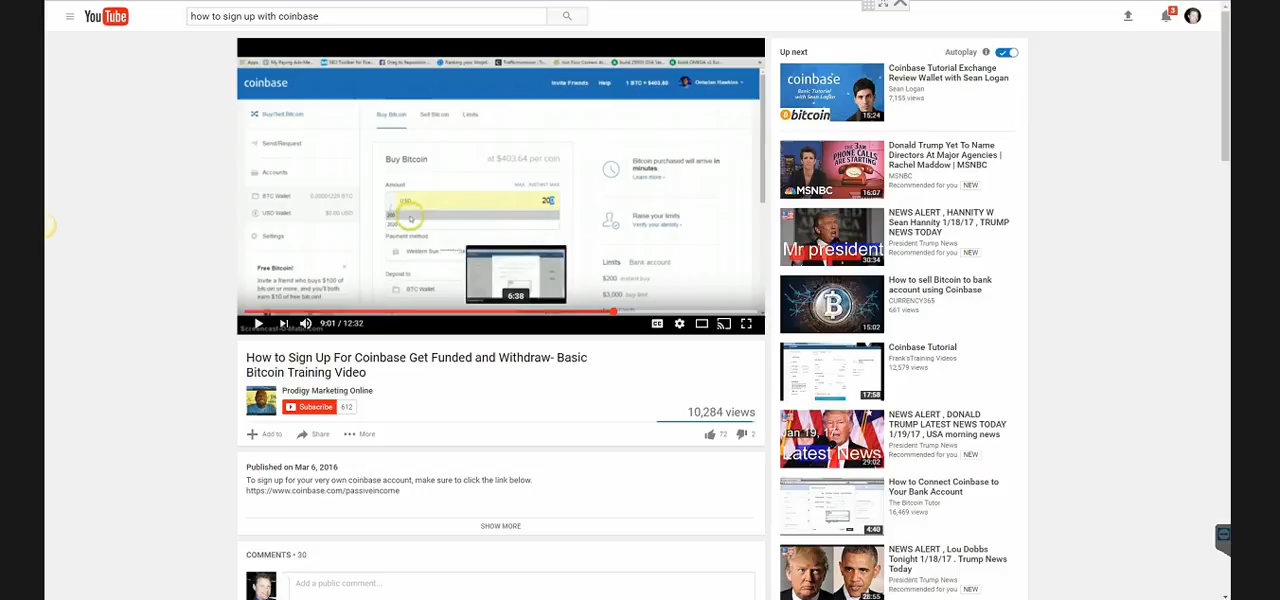 YouTube
how to sign up with coinbase
3
coinbase
Invite Friends
Help
1 BTC = $403.60
Buy/Sell Bitcoin
Send/Request
Accounts
BTC Wallet
USD Wallet
$0.00 USD
Settings
Free Bitcoin!
Invite a friend who buys $100 of
bitcoin or more, and you'll both
earn $10 of free bitcoin!
Buy Bitcoin
Sell Bitcoin
Limits
Buy Bitcoin
at $403.64 per coin
Amount
USD
200
Payment method
Western Sun
Deposit to
BTC Wallet
Bitcoin purchased will arrive in
minutes.
Learn more ›
Raise your limits
Verify your identity ›
Limits
Bank account
$200 instant buy
$3,000 buy limit
6:38
9:01 / 12:32
How to Sign Up For Coinbase Get Funded and Withdraw- Basic
Bitcoin Training Video
Prodigy Marketing Online
Subscribe 612
10,284 views
Add to
Share
More
72
2
Published on Mar 6, 2016
To sign up for your very own coinbase account, make sure to click the link below.
https://www.coinbase.com/passiveincome
SHOW MORE
COMMENTS • 30
Add a public comment...
Up next
Autoplay
coinbase
Basic
Tutorial with
Sean Logan
bitcoin
15:24
Coinbase Tutorial Exchange
Review Wallet with Sean Logan
Sean Logan
7,155 views
THE 3AM
PHONE CALLS
ARE STARTING
MSNBC
16:07
Donald Trump Yet To Name
Directors At Major Agencies |
Rachel Maddow | MSNBC
MSNBC
Recommended for you NEW
Mr president
30:34
NEWS ALERT , HANNITY W
Sean Hannity 1/18/17 , TRUMP
NEWS TODAY
President Trump News
Recommended for you NEW
15:02
How to sell Bitcoin to bank
account using Coinbase
CURRENCY365
661 views
17:58
Coinbase Tutorial
Frank'sTraining Videos
12,579 views
Jan 19, 17
Latest News
29:02
NEWS ALERT , DONALD
TRUMP LATEST NEWS TODAY
1/19/17 , USA morning news
President Trump News
Recommended for you NEW
4:40
How to Connect Coinbase to
Your Bank Account
The Bitcoin Tutor
16,469 views
28:55
NEWS ALERT , Lou Dobbs
Tonight 1/18/17 . Trump News
Today
President Trump News
Recommended for you NEW